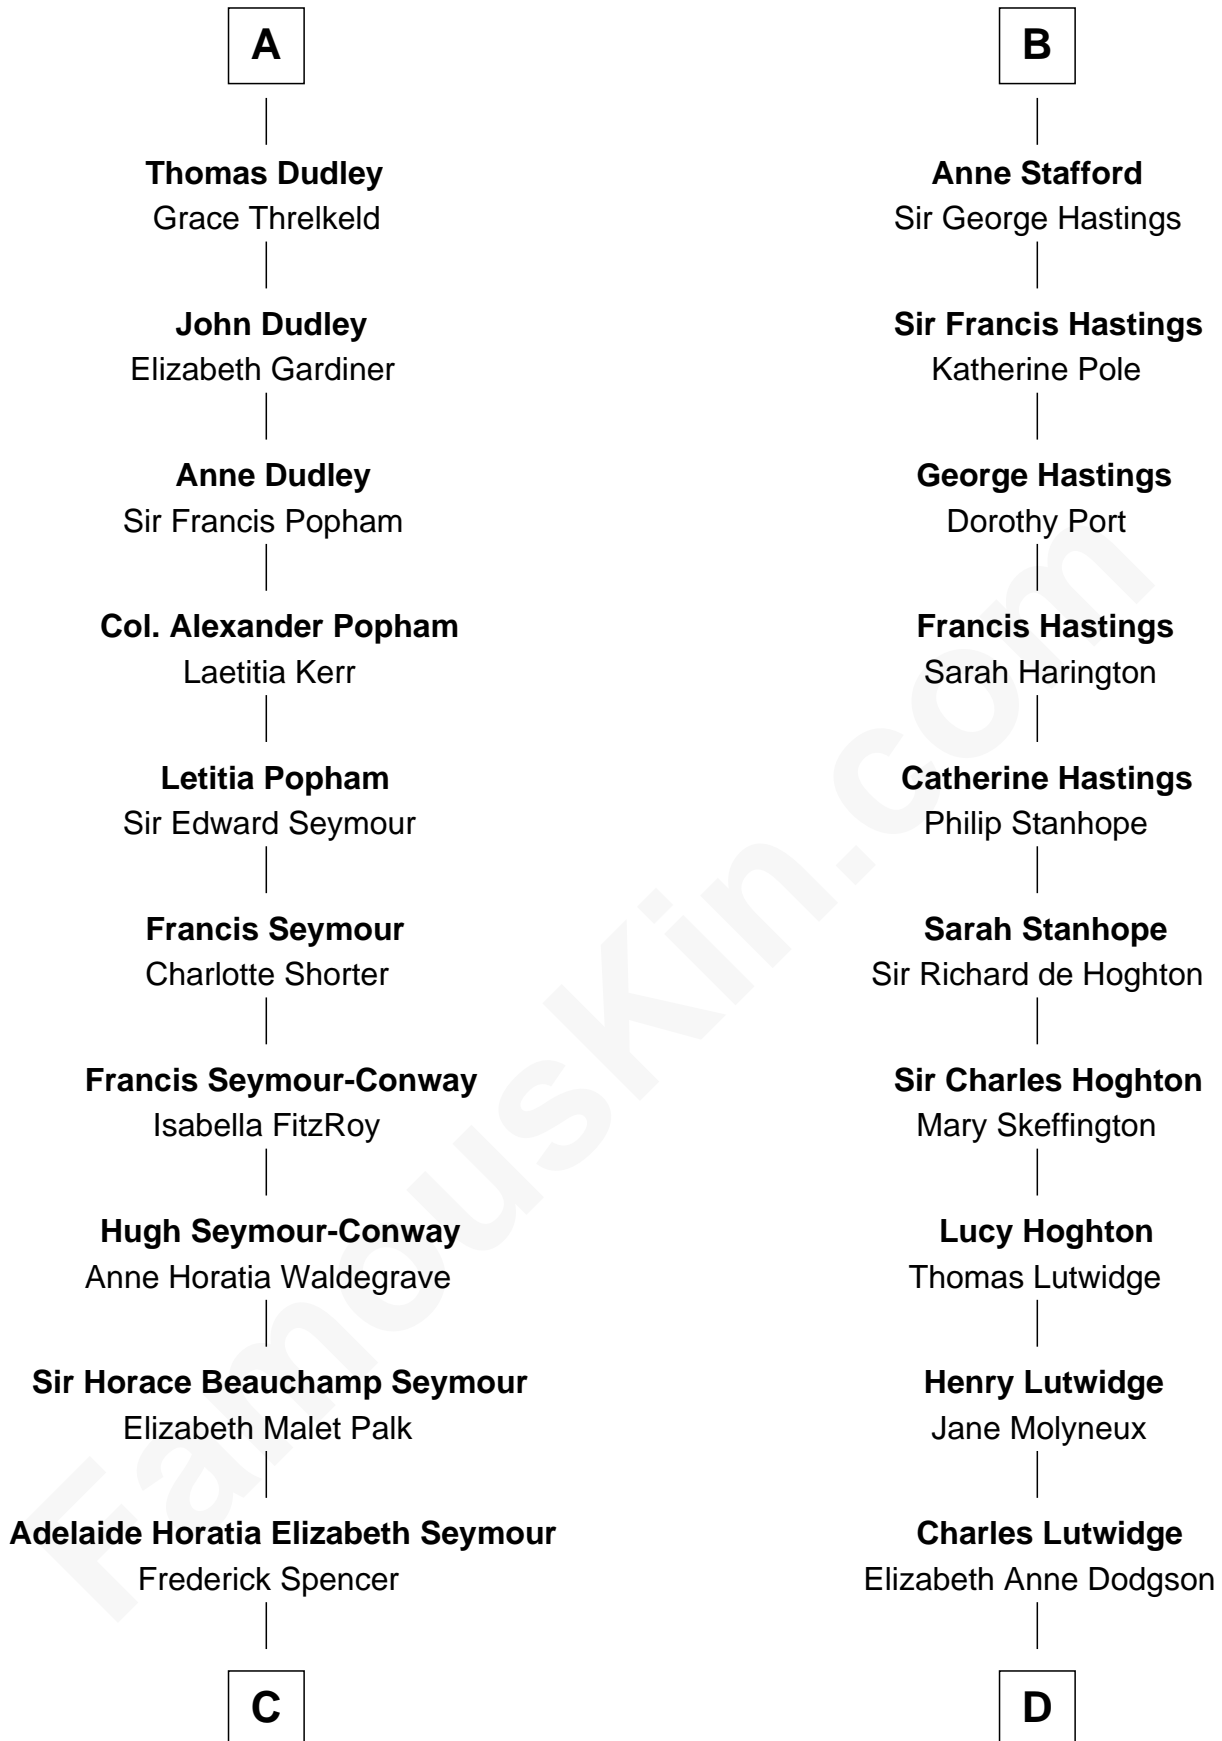 A
Thomas Dudley
Grace Threlkeld
John Dudley
Elizabeth Gardiner
Anne Dudley
Sir Francis Popham
Col. Alexander Popham
Laetitia Kerr
Letitia Popham
Sir Edward Seymour
Francis Seymour
Charlotte Shorter
Francis Seymour-Conway
Isabella FitzRoy
Hugh Seymour-Conway
Anne Horatia Waldegrave
Sir Horace Beauchamp Seymour
Elizabeth Malet Palk
Adelaide Horatia Elizabeth Seymour
Frederick Spencer
C
B
Anne Stafford
Sir George Hastings
Sir Francis Hastings
Katherine Pole
George Hastings
Dorothy Port
Francis Hastings
Sarah Harington
Catherine Hastings
Philip Stanhope
Sarah Stanhope
Sir Richard de Hoghton
Sir Charles Hoghton
Mary Skeffington
Lucy Hoghton
Thomas Lutwidge
Henry Lutwidge
Jane Molyneux
Charles Lutwidge
Elizabeth Anne Dodgson
D
FamousKin.com